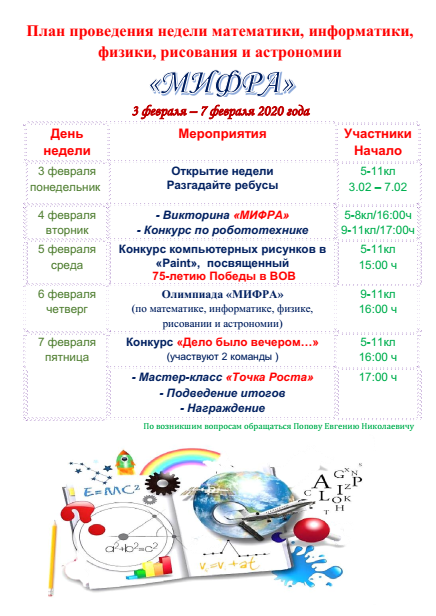 План проведения недели математики, информатики,
физики, рисования и астрономии
«МИФРА»
3 февраля – 7 февраля 2020 года
День недели
Мероприятия
Участники Начало
3 февраля понедельник
Открытие недели
Разгадайте ребусы
5-11кл
3.02 – 7.02
4 февраля вторник
- Викторина «МИФРА»
- Конкурс по робототехнике
5-8кл/16:00ч
9-11кл/17:00ч
5 февраля среда
Конкурс компьютерных рисунков в
«Paint», посвященный
75-летию Победы в ВОВ
5-11кл
15:00 ч
6 февраля четверг
Олимпиада «МИФРА»
(по математике, информатике, физике,
рисовании и астрономии)
9-11кл
16:00 ч
7 февраля пятница
Конкурс «Дело было вечером…»
(участвуют 2 команды )
5-11кл
16:00 ч
- Мастер-класс «Точка Роста»
- Подведение итогов
- Награждение
17:00 ч
По возникшим вопросам обращаться Попову Евгению Николаевичу
E=MC²
a²+b²=c²
v=v+at